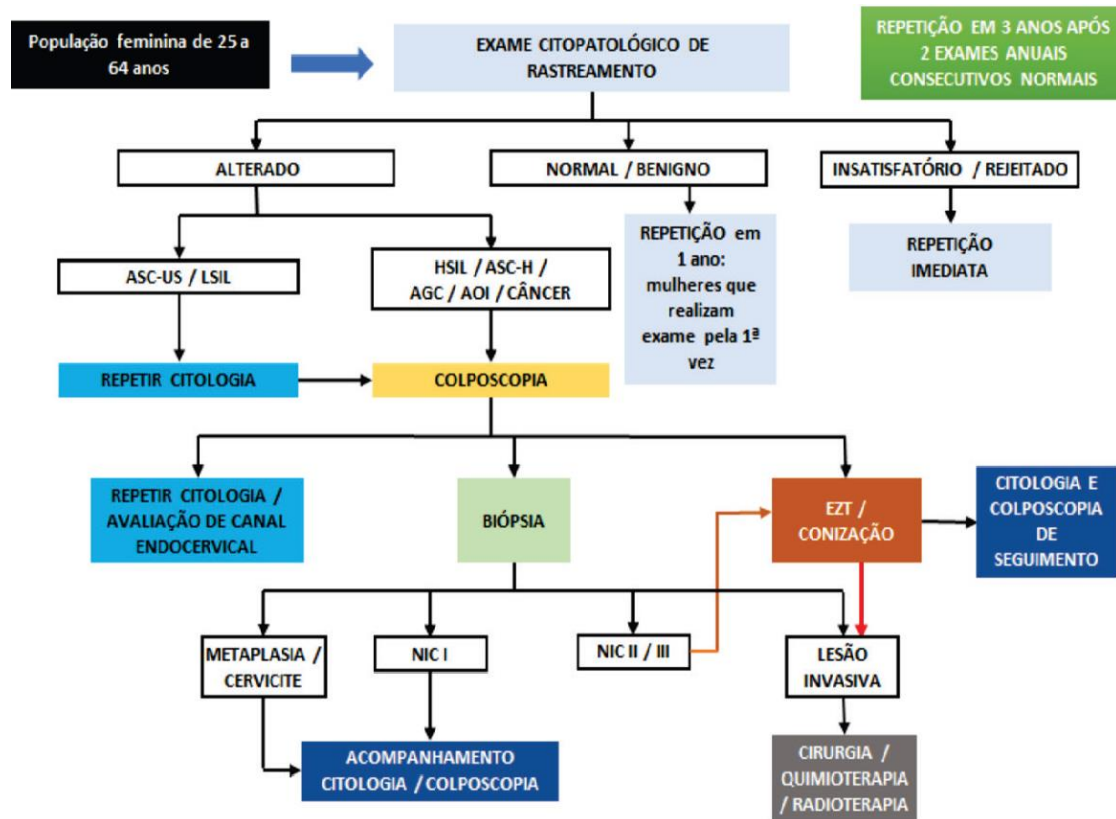 População feminina de 25 a
64 anos
EXAME CITOPATOLÓGICO DE
RASTREAMENTO
REPETIÇÃO EM 3 ANOS APÓS
2 EXAMES ANUAIS
CONSECUTIVOS NORMAIS
ALTERADO
NORMAL / BENIGNO
INSATISFATÓRIO / REJEITADO
ASC-US / LSIL
HSIL / ASC-H /
AGC / AOI / CÂNCER
REPETIÇÃO em
1 ano:
mulheres que
realizam
exame pela 1ª
vez
REPETIÇÃO
IMEDIATA
REPETIR CITOLOGIA
COLPOSCOPIA
REPETIR CITOLOGIA /
AVALIAÇÃO DE CANAL
ENDOCERVICAL
BIÓPSIA
EZT /
CONIZAÇÃO
CITOLOGIA E
COLPOSCOPIA
DE
SEGUIMENTO
METAPLASIA /
CERVICITE
NIC I
NIC II / III
LESÃO
INVASIVA
ACOMPANHAMENTO
CITOLOGIA / COLPOSCOPIA
CIRURGIA /
QUIMIOTERAPIA
/ RADIOTERAPIA